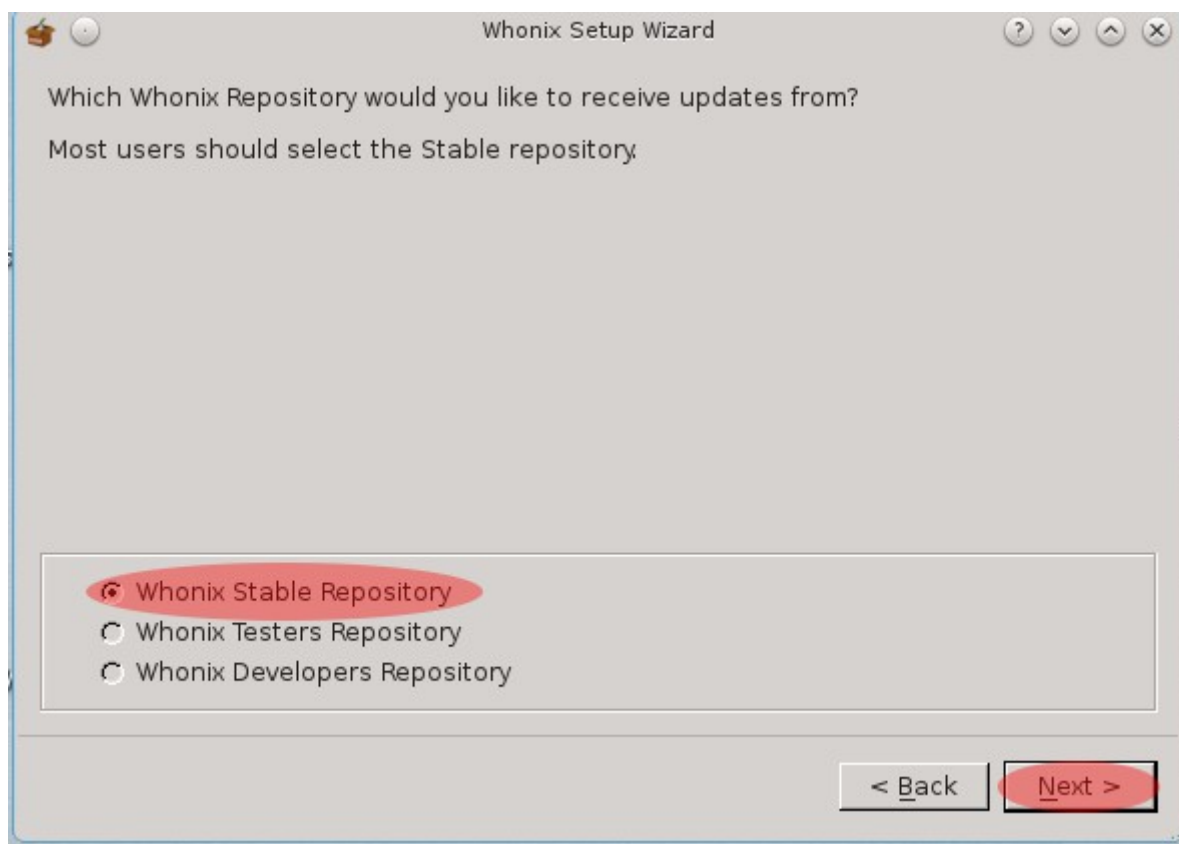 Whonix Setup Wizard
Which Whonix Repository would you like to receive updates from?
Most users should select the Stable repository.
Whonix Stable Repository
Whonix Testers Repository
Whonix Developers Repository
< Back
Next >